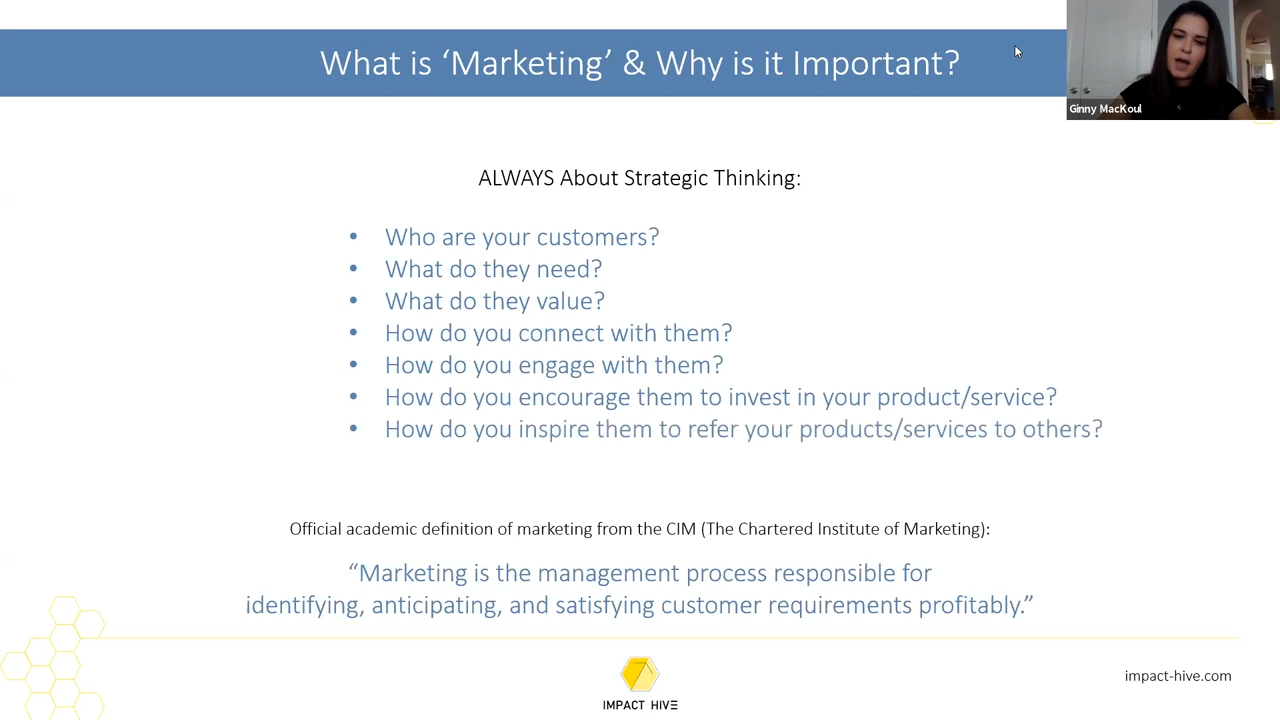 What is ‘Marketing’ & Why is it Important?
Ginny MacKoul
ALWAYS About Strategic Thinking:
• Who are your customers?
• What do they need?
• What do they value?
• How do you connect with them?
• How do you engage with them?
• How do you encourage them to invest in your product/service?
• How do you inspire them to refer your products/services to others?
Official academic definition of marketing from the CIM (The Chartered Institute of Marketing):
“Marketing is the management process responsible for
identifying, anticipating, and satisfying customer requirements profitably.”
IMPACT HIVE
impact-hive.com